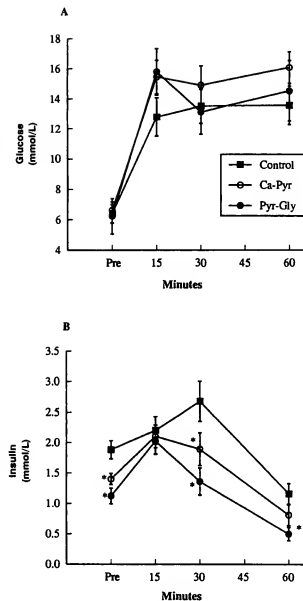 A
18
16
14
12
10
8
6
4
Glucose
(mmol/L)
Control
Ca-Pyr
Pyr-Gly
Pre 15 30 45 60
Minutes
B
3.5
3.0
2.5
2.0
1.5
1.0
0.5
0.0
Insulin
(mmol/L)
*
*
*
*
*
*
Pre 15 30 45 60
Minutes